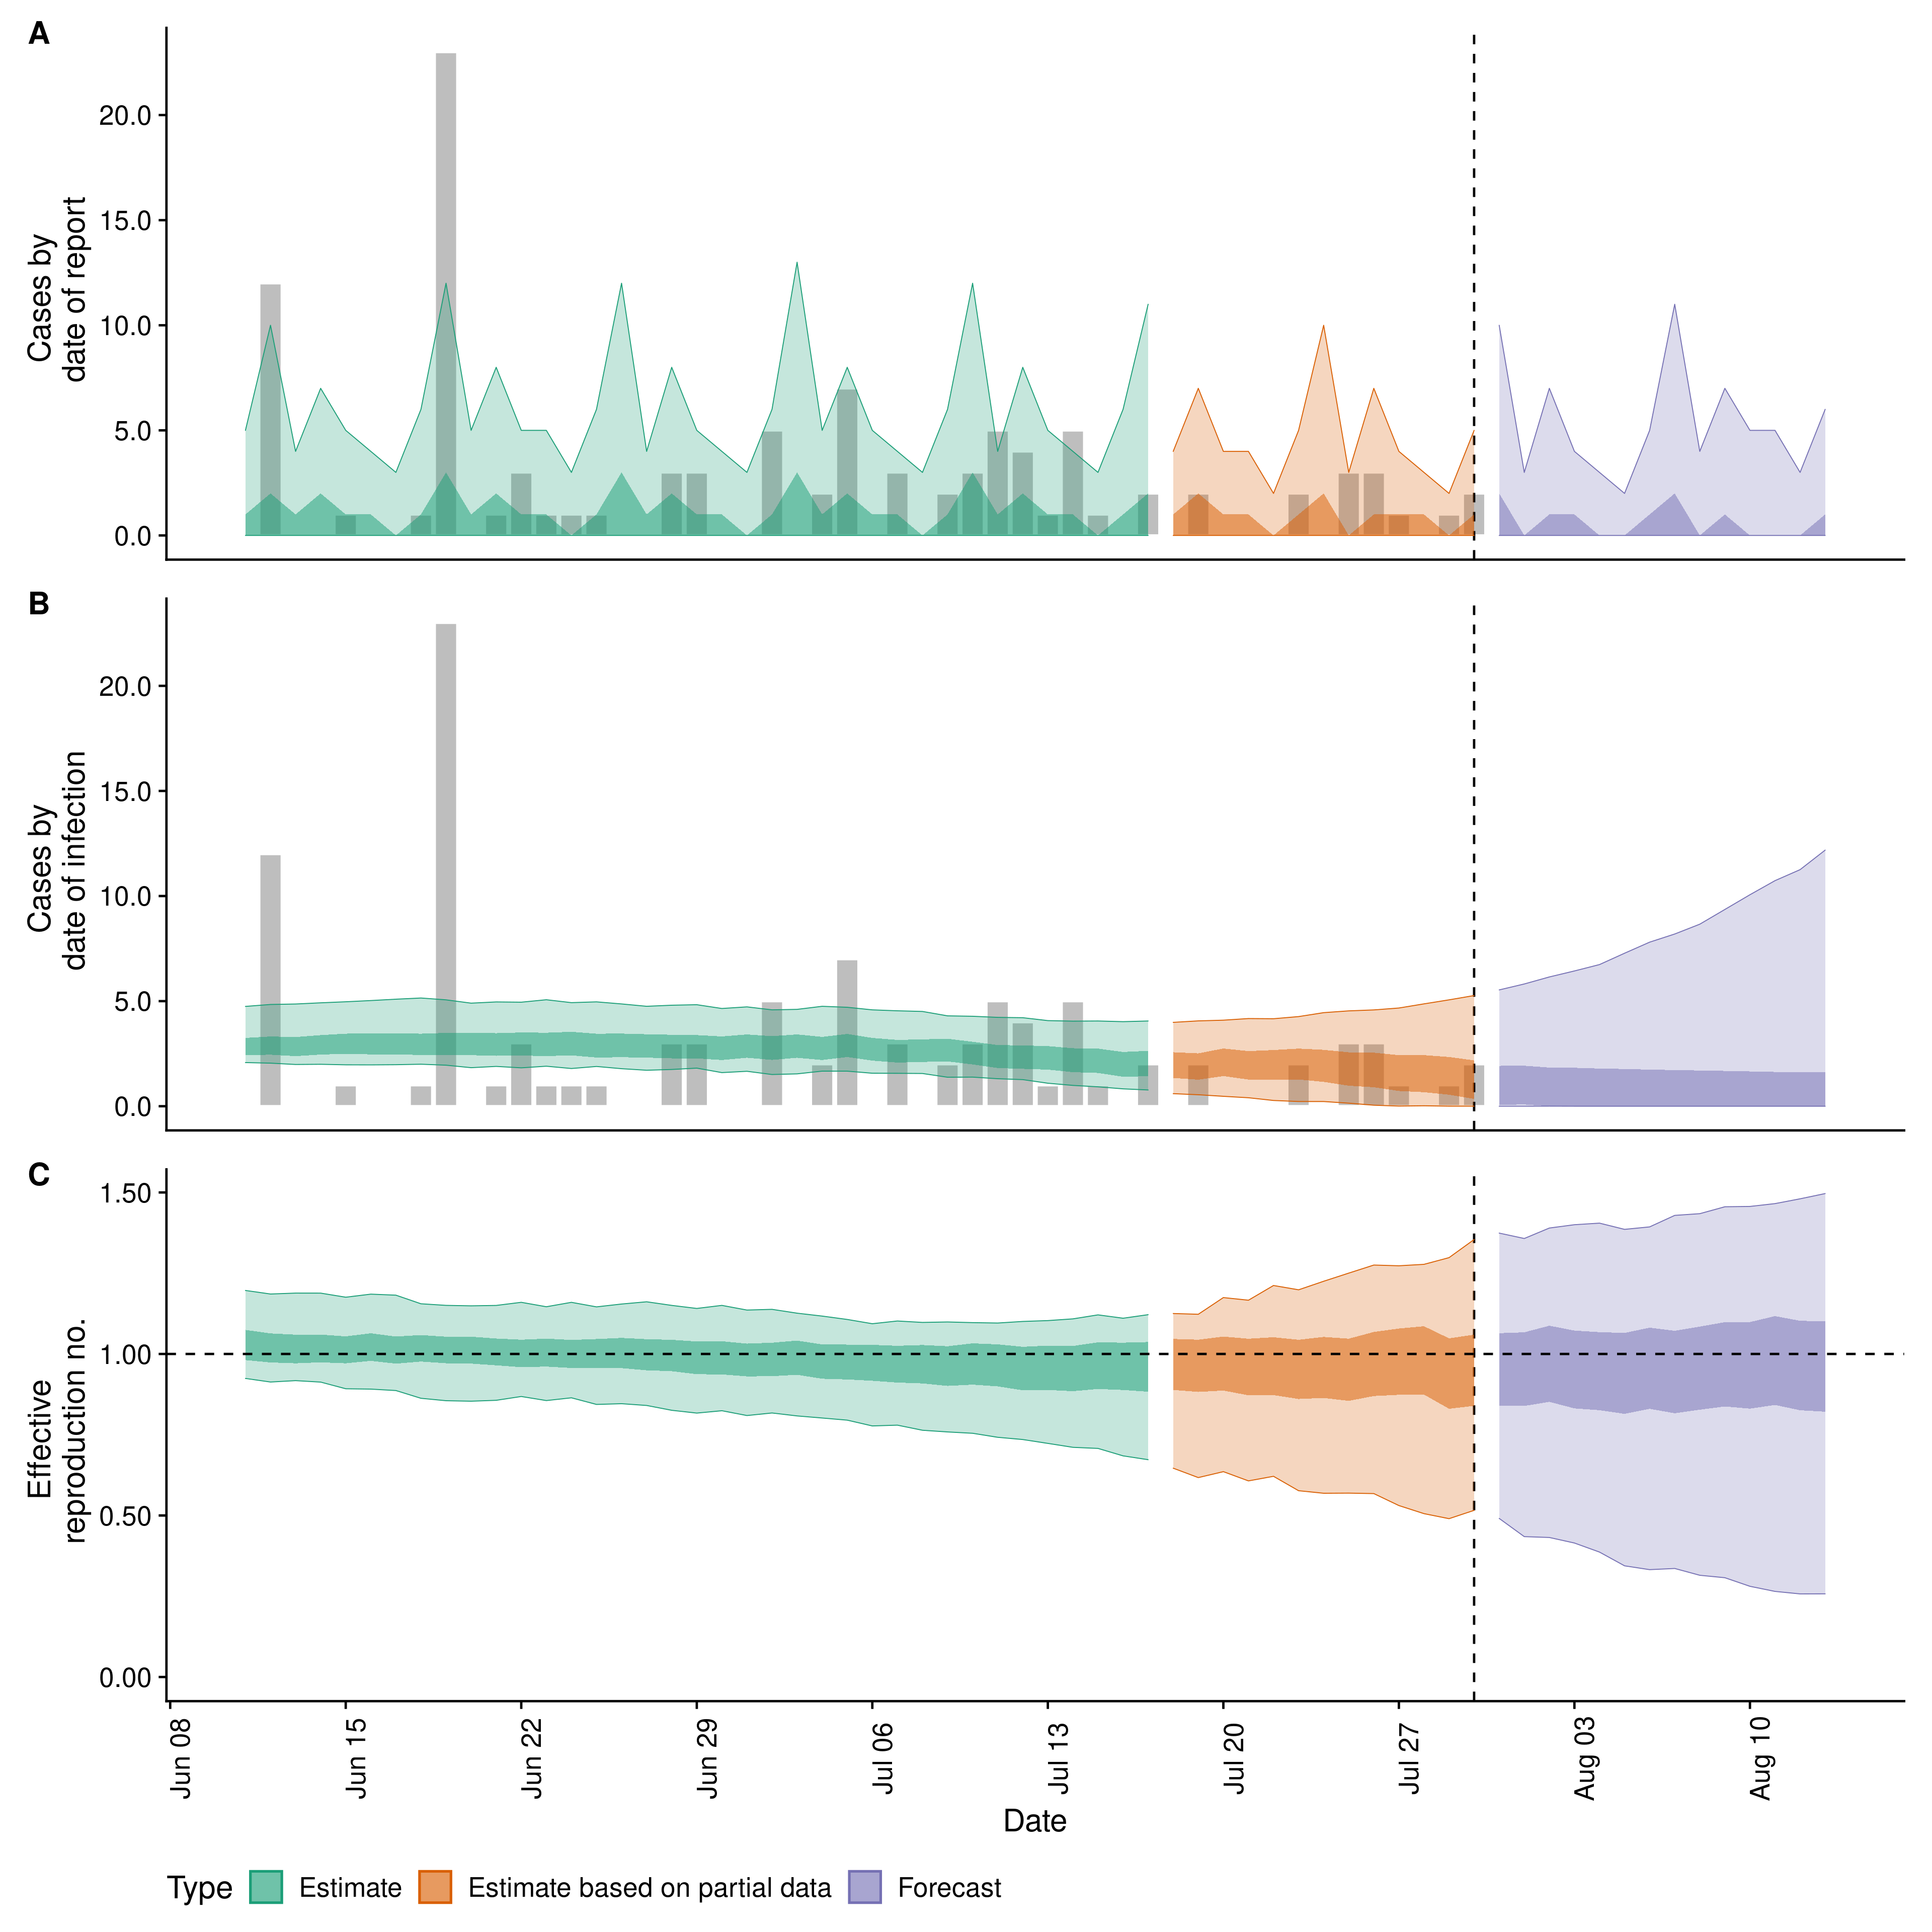 A
Cases by
date of report
20.0
15.0
10.0
5.0
0.0
B
Cases by
date of infection
20.0
15.0
10.0
5.0
0.0
C
Effective
reproduction no.
1.50
1.00
0.50
0.00
Jun 08
Jun 15
Jun 22
Jun 29
Jul 06
Jul 13
Jul 20
Jul 27
Aug 03
Aug 10
Date
Type Estimate Estimate based on partial data Forecast